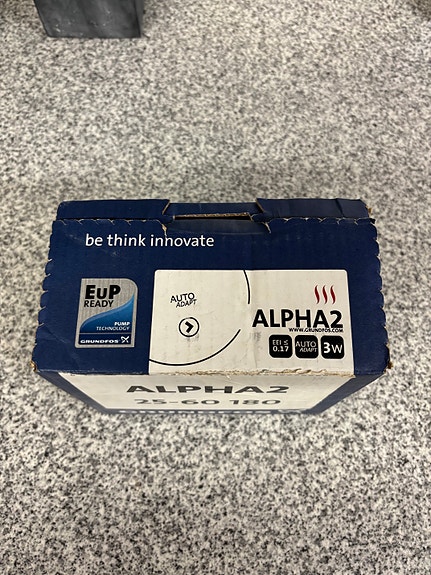 be think innovate
EuP
READY
PUMP
TECHNOLOGY
GRUNDFOS
AUTO
ADAPT
ALPHA2
WWW.GRUNDFOS.COM
EEI ≤
0.17
AUTO
ADAPT
3W
ALPHA2
25-60 180